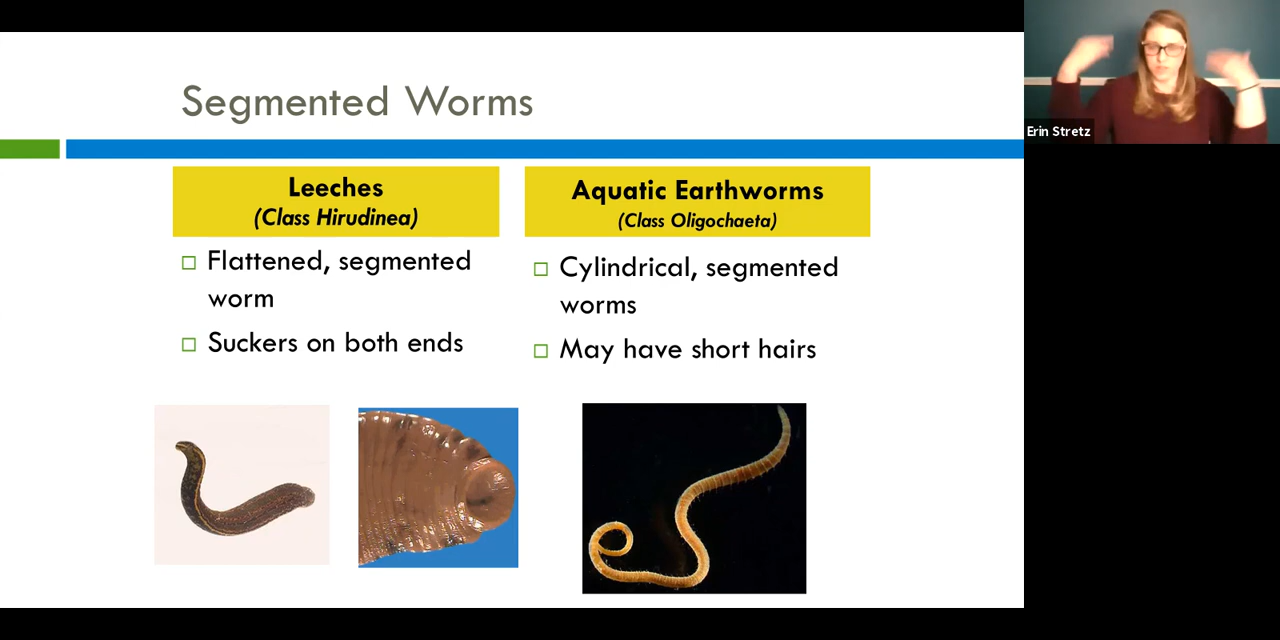 Segmented Worms
Leeches
(Class Hirudinea)
Flattened, segmented
worm
Suckers on both ends
Aquatic Earthworms
(Class Oligochaeta)
Cylindrical, segmented
worms
May have short hairs
Erin Stretz